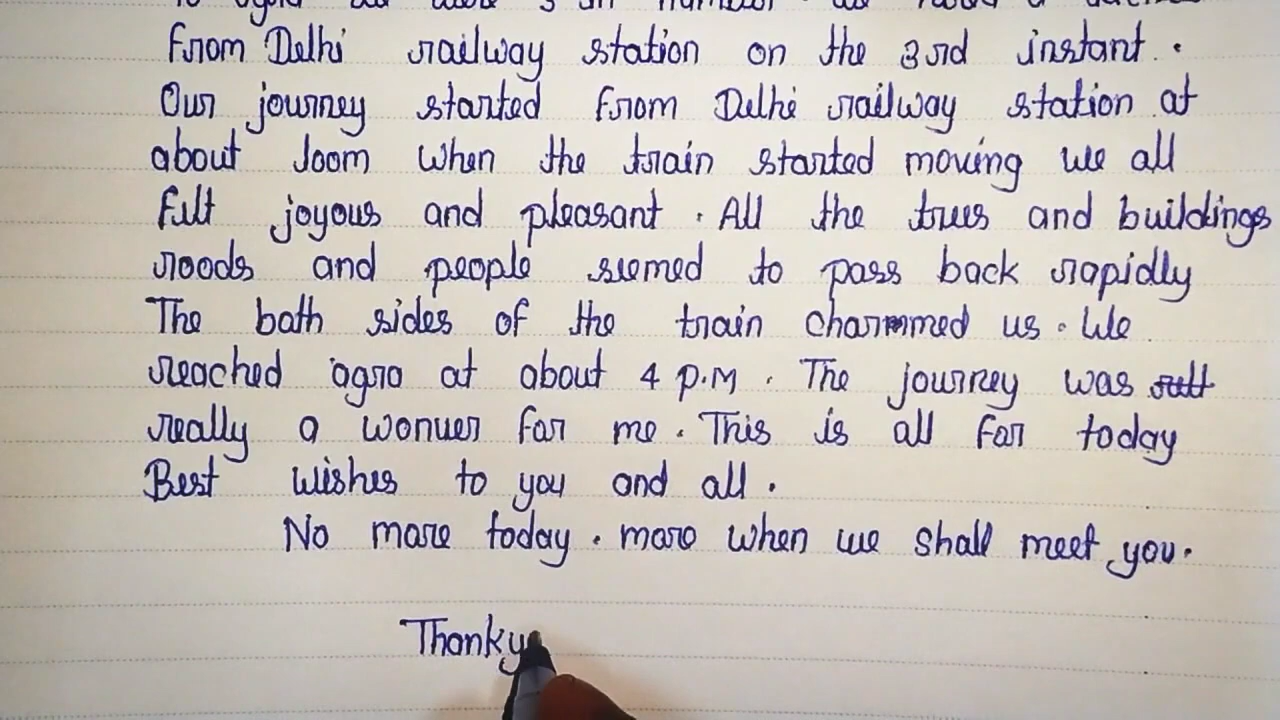 From Delhi railway station on the 3rd instant.
Our journey started from Delhi railway station at
about when the train started moving we all
felt joyous and pleasant. All the trees and buildings
roods and people seemed to pass back rapidly
The bath sides of the train charmmed us. We
reached agra at about 4 P.M. The journey was
really a wonuer for me. This is all for today
Best wishes to you and all.
No more today. more when we shall meet you.
Thanky